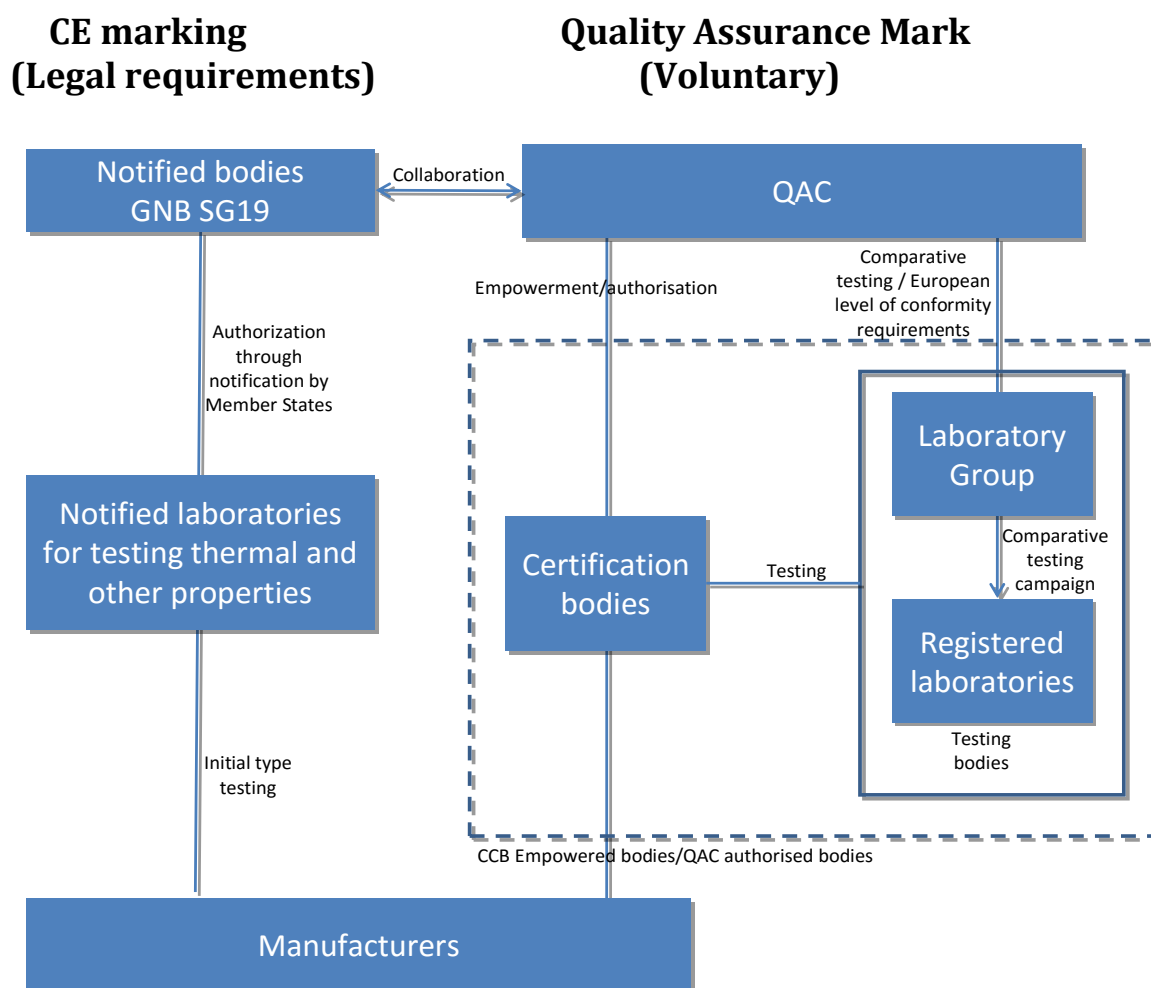 CE marking
(Legal requirements)
Quality Assurance Mark
(Voluntary)
Notified bodies
GNB SG19
Collaboration
QAC
Empowerment/authorisation
Comparative
testing / European
level of conformity
requirements
Authorization
through
notification by
Member States
Laboratory
Group
Notified laboratories
for testing thermal and
other properties
Certification
bodies
Testing
Comparative
testing
campaign
Registered
laboratories
Testing
bodies
Initial type
testing
CCB Empowered bodies/QAC authorised bodies
Manufacturers